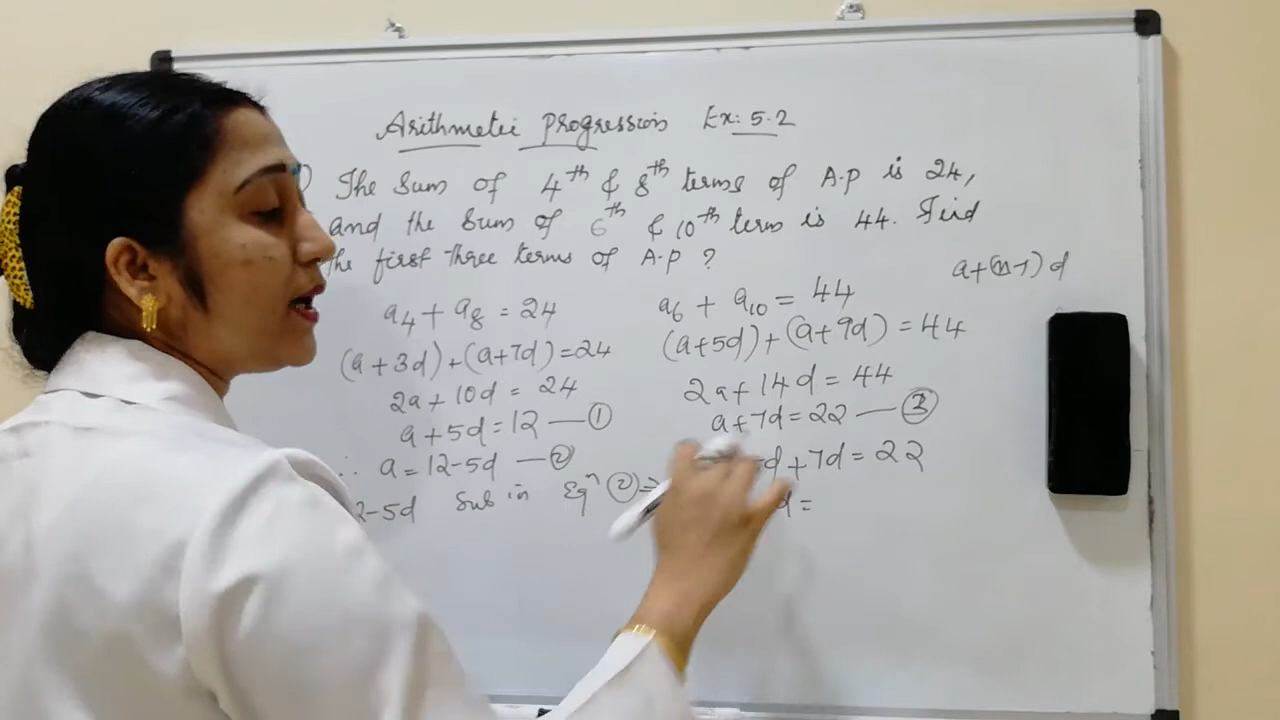 Arithmetic Progression Ex: 5.2
The Sum of 4th & 8th terms of A.P is 24,
and the Sum of 6th & 10th term is 44. Find
the first three terms of A.P ?
a+(n-1)d
a4 + a8 = 24
(a+3d)+(a+7d)=24
2a+10d = 24
a+5d=12 — ①
∴ a=12-5d — ②
2-5d Sub in Eqn ② ⇒
a6 + a10 = 44
(a+5d)+(a+9d)=44
2a+14d=44
a+7d=22 — ③
d+7d=22
d=